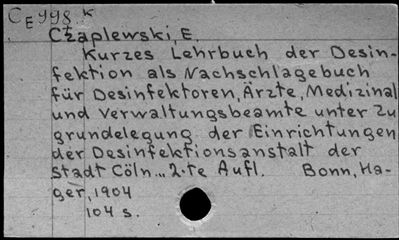 CE998 K
Czaplewski, E.
Kurzes Lehrbuch der Desin-
fektion als Nachschlagebuch
für Desinfektoren, Ärzte, Medizinal
und Verwaltungsbeamte unter Zu
grundelegung der Einrichtungen
der Desinfektionsanstalt der
Stadt Cöln... 2-te Aufl. Bonn, Ha-
ger, 1904
104 s.